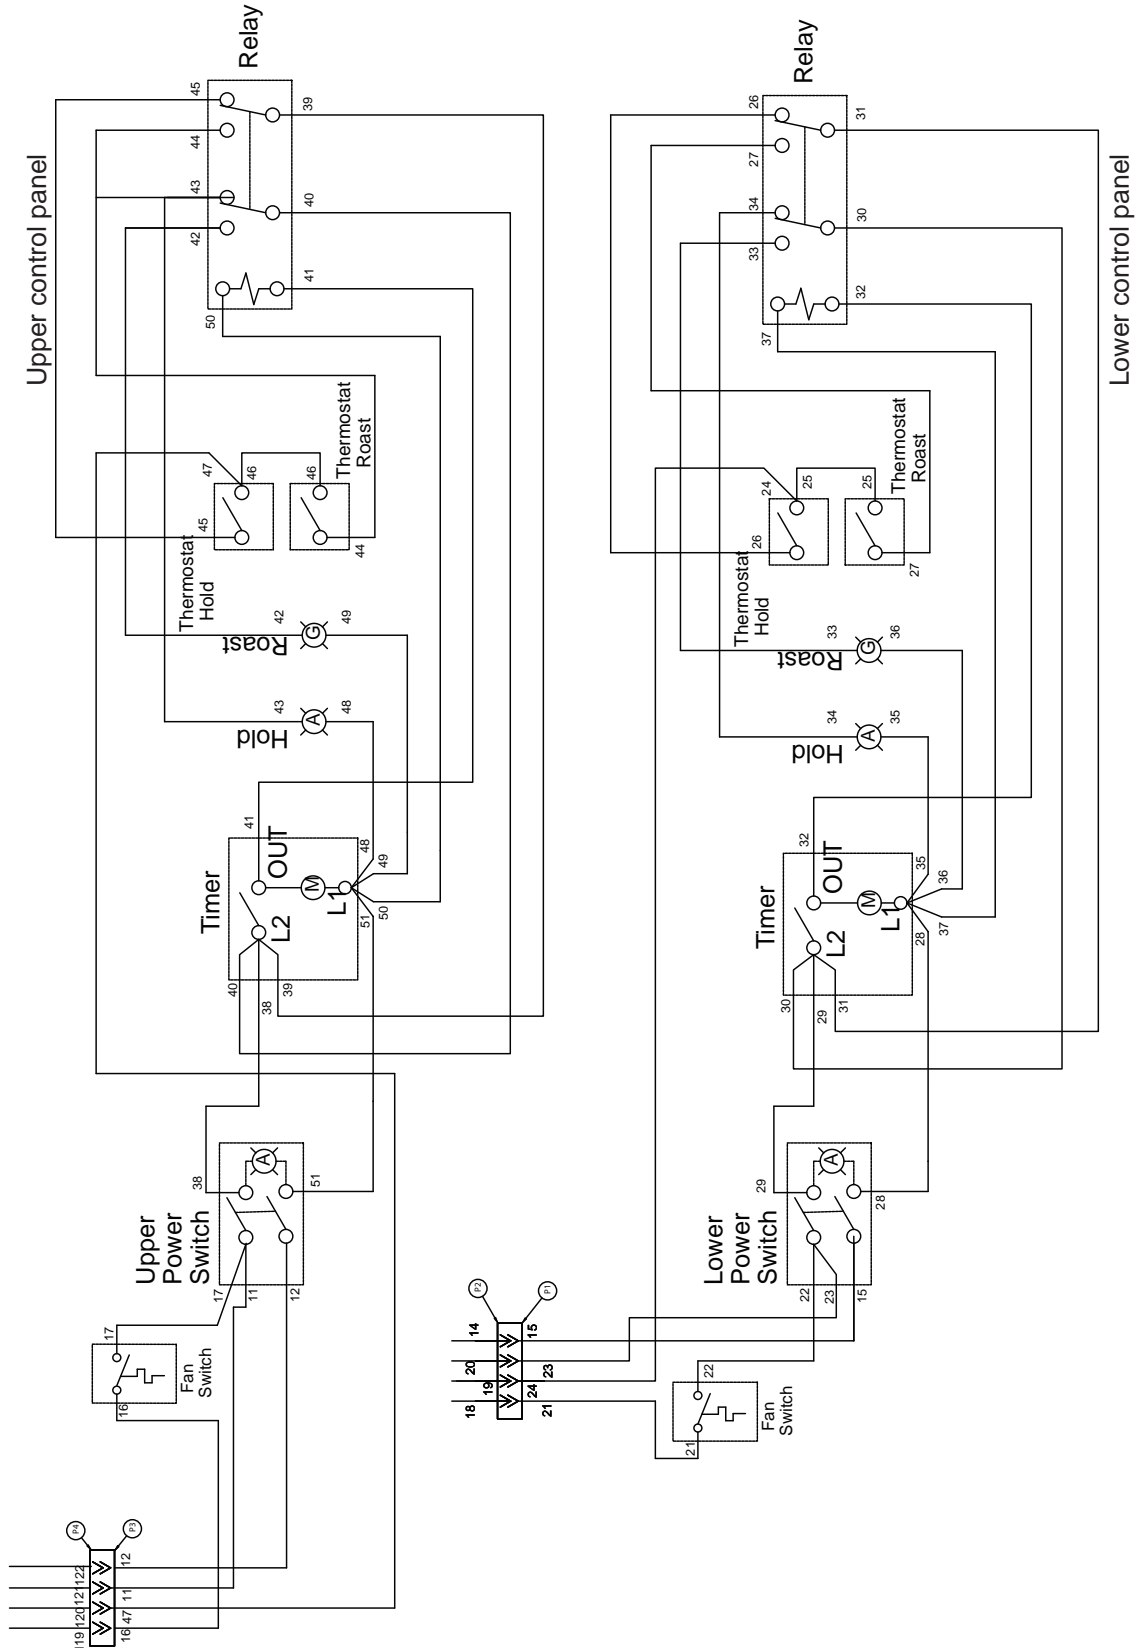 Upper control panel
Relay
45
44
43
42
39
40
41
50
47
46
46
45
44
Thermostat
Hold
Thermostat
Roast
42
49
Roast
43
48
Hold
41
Timer
OUT
M
L1
L2
G
A
48
49
50
51
40
38
39
38
51
A
Upper
Power
Switch
17
11
12
17
16
Fan
Switch
P4
P3
122
121
120
119
12
11
47
16
Lower control panel
Relay
26
27
34
33
31
30
32
37
24
25
25
26
27
Thermostat
Hold
Thermostat
Roast
33
36
Roast
G
34
35
Hold
A
32
Timer
OUT
M
L1
L2
35
36
37
28
30
29
31
29
28
A
Lower
Power
Switch
22
23
15
P2
P1
14
20
19
18
15
23
24
21
22
21
Fan
Switch